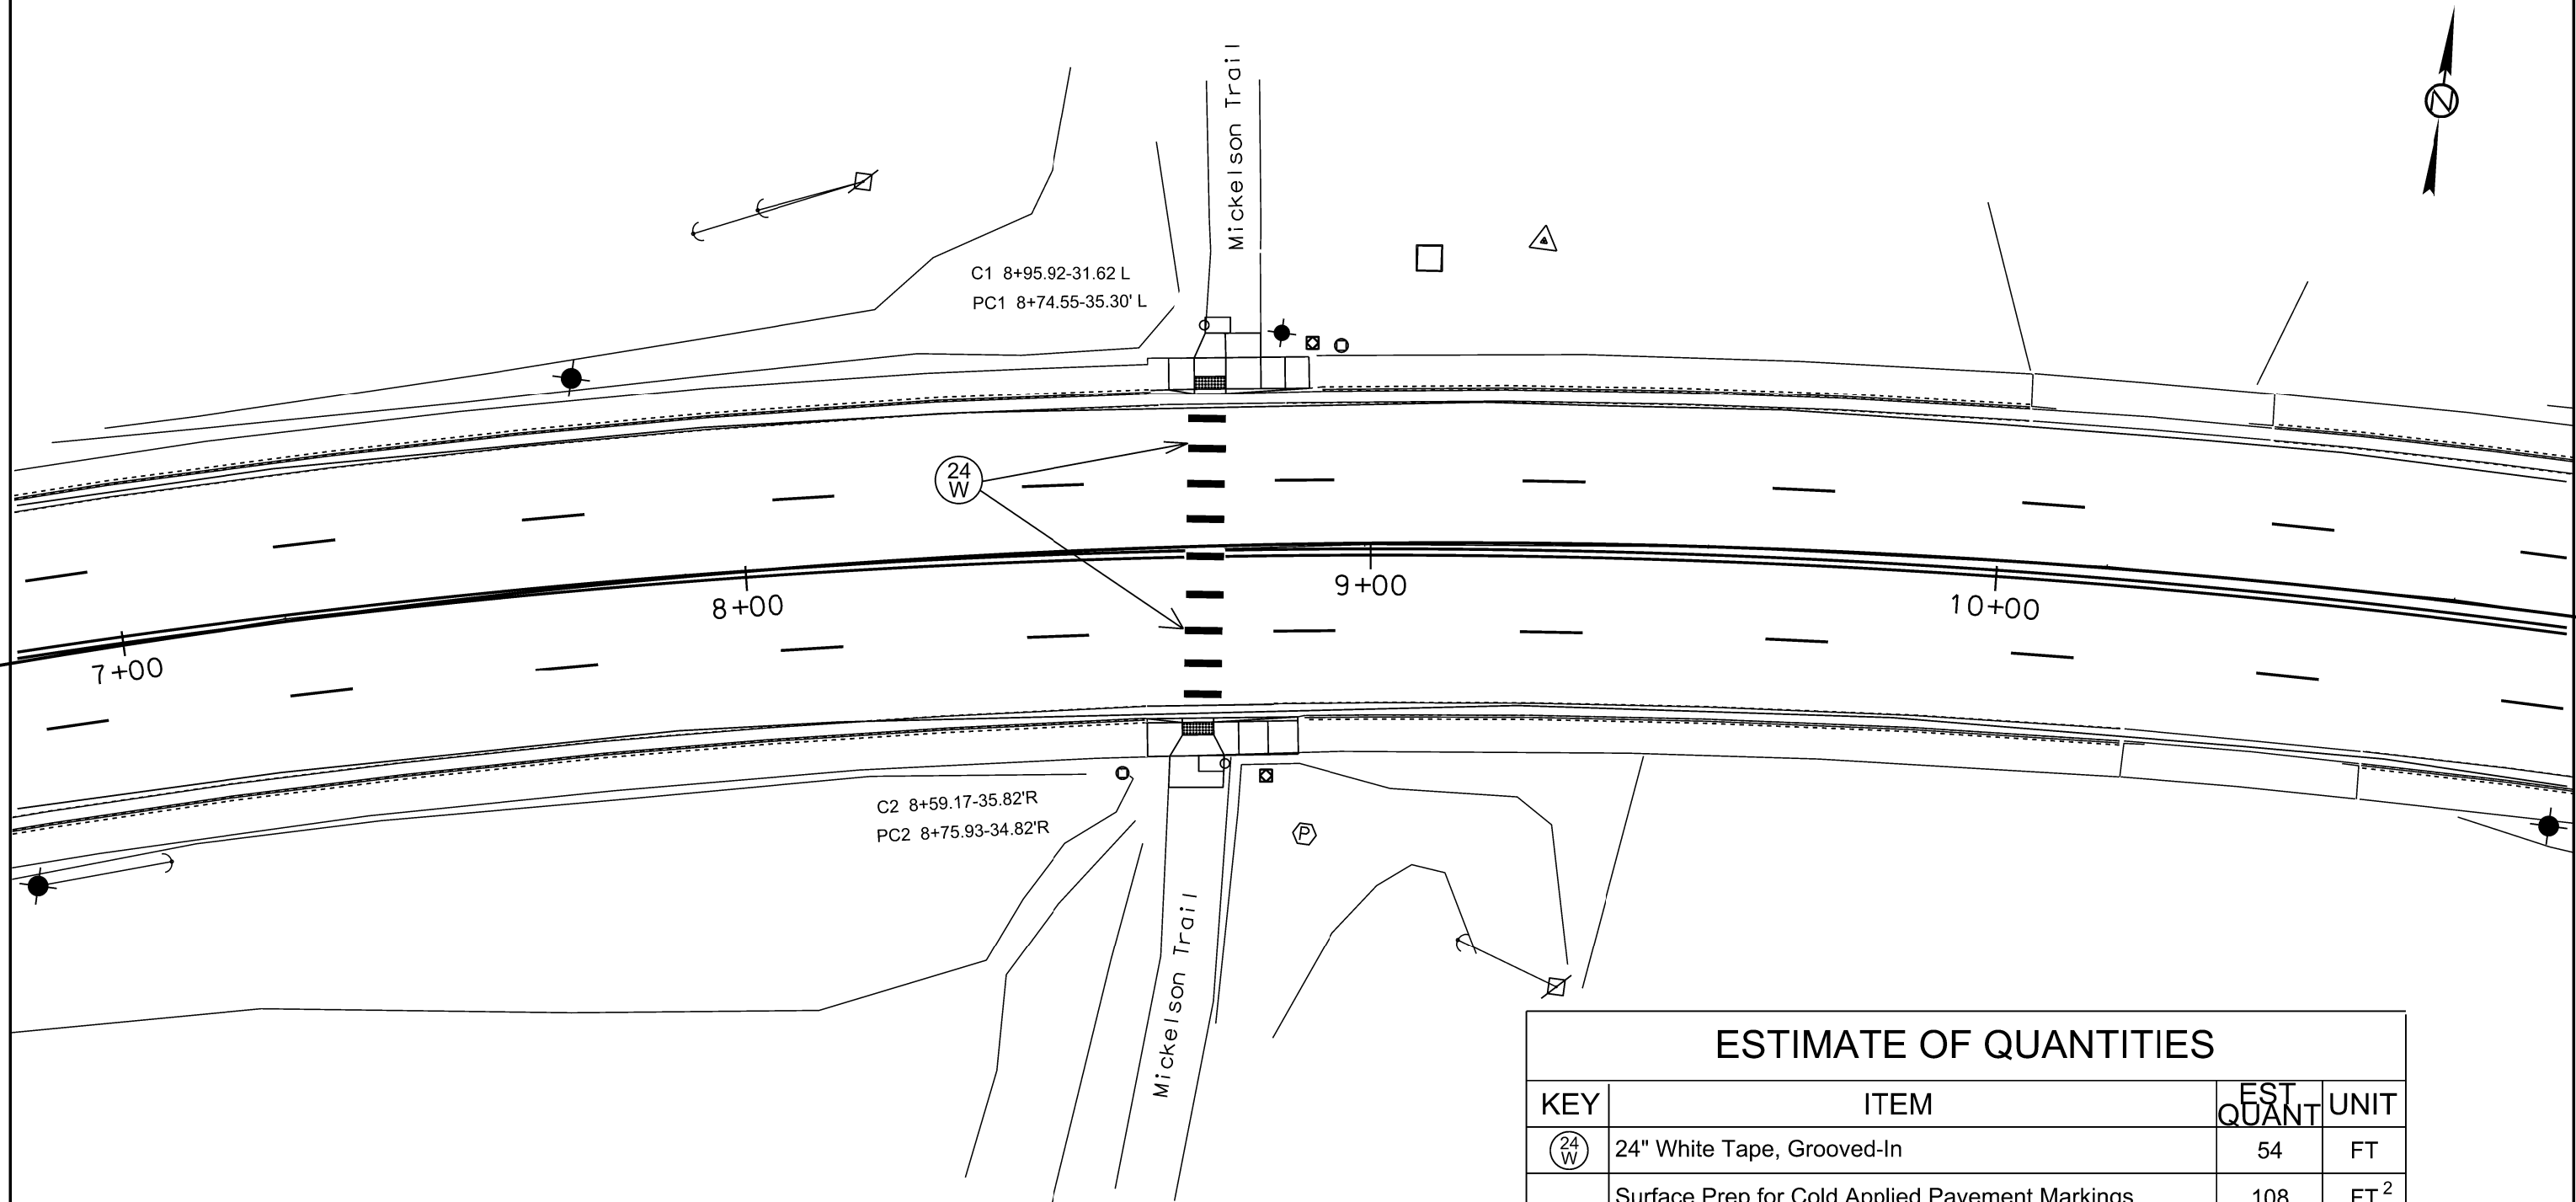 Mickelson Trail
N
C1 8+95.92-31.62 L
PC1 8+74.55-35.30' L
24
W
7+00
8+00
9+00
10+00
C2 8+59.17-35.82'R
PC2 8+75.93-34.82'R
P
Mickelson Trail
ESTIMATE OF QUANTITIES
KEY ITEM EST QUANT UNIT
24 W 24" White Tape, Grooved-In 54 FT
Surface Prep for Cold Applied Pavement Markings 108 FT²